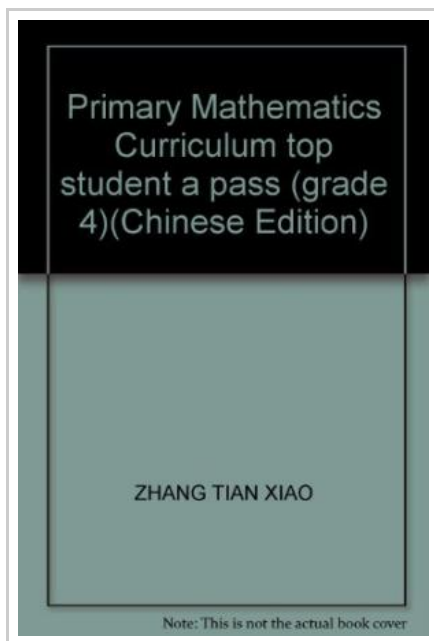 Primary Mathematics
Curriculum top
student a pass (grade
4)(Chinese Edition)
ZHANG TIAN XIAO
Note: This is not the actual book cover